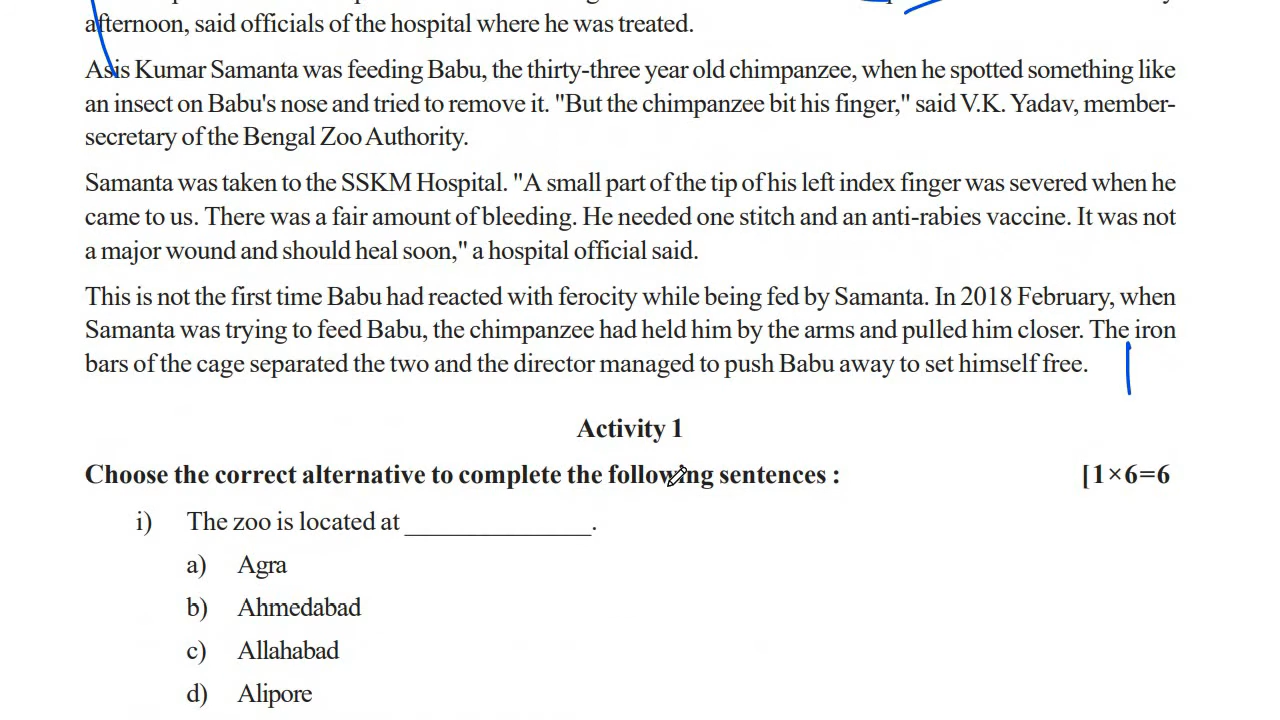 afternoon, said officials of the hospital where he was treated.
Asis Kumar Samanta was feeding Babu, the thirty-three year old chimpanzee, when he spotted something like
an insect on Babu's nose and tried to remove it. "But the chimpanzee bit his finger," said V.K. Yadav, member-
secretary of the Bengal Zoo Authority.
Samanta was taken to the SSKM Hospital. "A small part of the tip of his left index finger was severed when he
came to us. There was a fair amount of bleeding. He needed one stitch and an anti-rabies vaccine. It was not
a major wound and should heal soon," a hospital official said.
This is not the first time Babu had reacted with ferocity while being fed by Samanta. In 2018 February, when
Samanta was trying to feed Babu, the chimpanzee had held him by the arms and pulled him closer. The iron
bars of the cage separated the two and the director managed to push Babu away to set himself free.
Activity 1
Choose the correct alternative to complete the following sentences : [1×6=6
i) The zoo is located at ______________.
a) Agra
b) Ahmedabad
c) Allahabad
d) Alipore